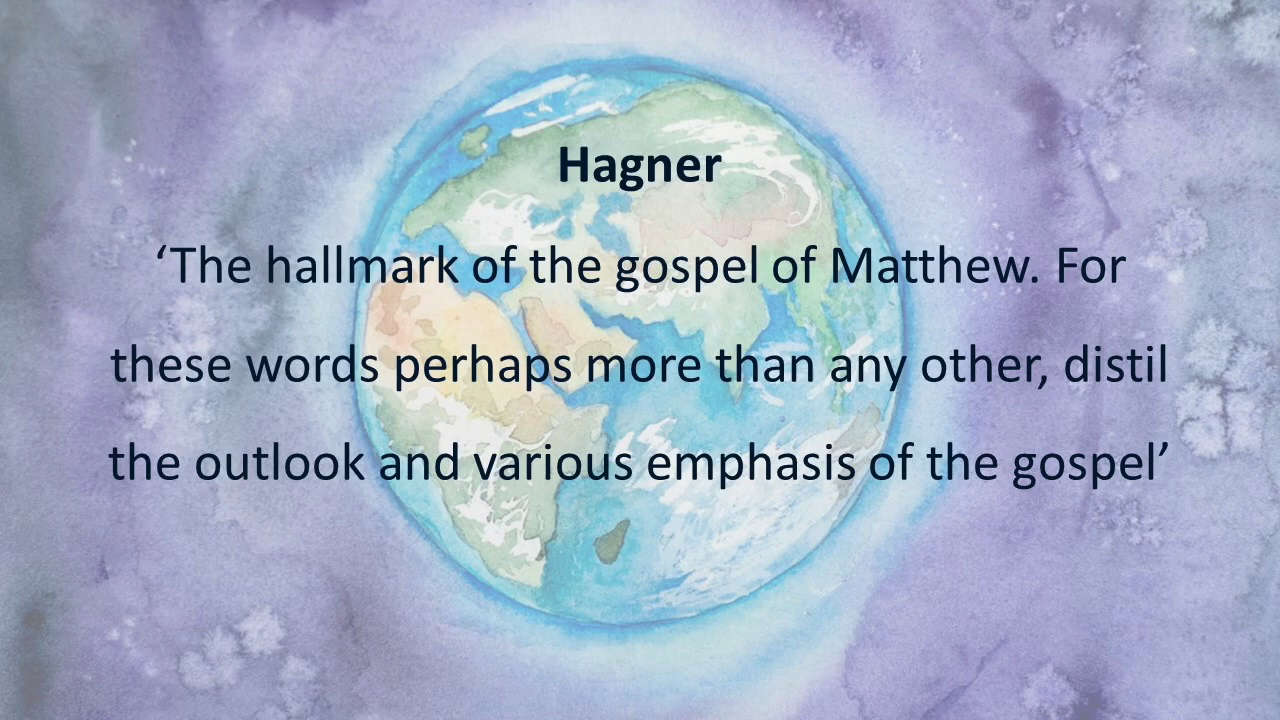 Hagner
‘The hallmark of the gospel of Matthew. For
these words perhaps more than any other, distil
the outlook and various emphasis of the gospel’